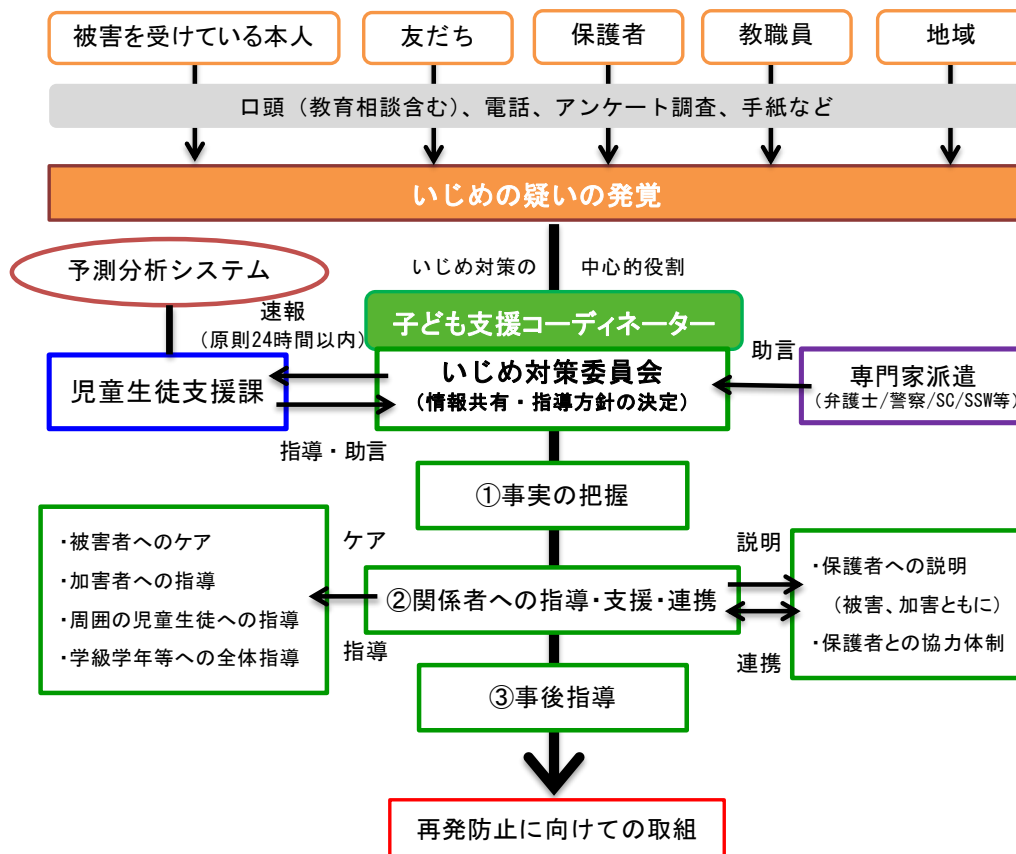 被害を受けている本人
友だち
保護者
教職員
地域
口頭（教育相談含む）、電話、アンケート調査、手紙など
いじめの疑いの発覚
予測分析システム
いじめ対策の　中心的役割
速報
（原則24時間以内）
子ども支援コーディネーター
児童生徒支援課
いじめ対策委員会
（情報共有・指導方針の決定）
助言
専門家派遣
（弁護士/警察/SC/SSW等）
指導・助言
①事実の把握
・被害者へのケア
・加害者への指導
・周囲の児童生徒への指導
・学級学年等への全体指導
ケア
指導
②関係者への指導・支援・連携
説明
連携
・保護者への説明
（被害、加害ともに）
・保護者との協力体制
③事後指導
再発防止に向けての取組